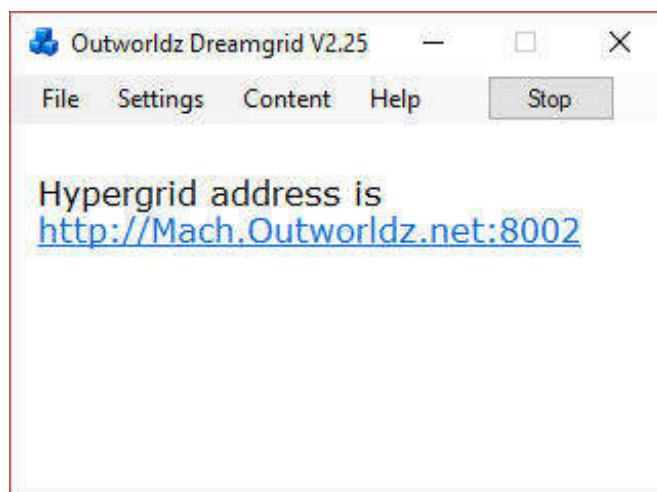 Outworldz Dreamgrid V2.25
File Settings Content Help Stop
Hypergrid address is
http://Mach.Outworldz.net:8002